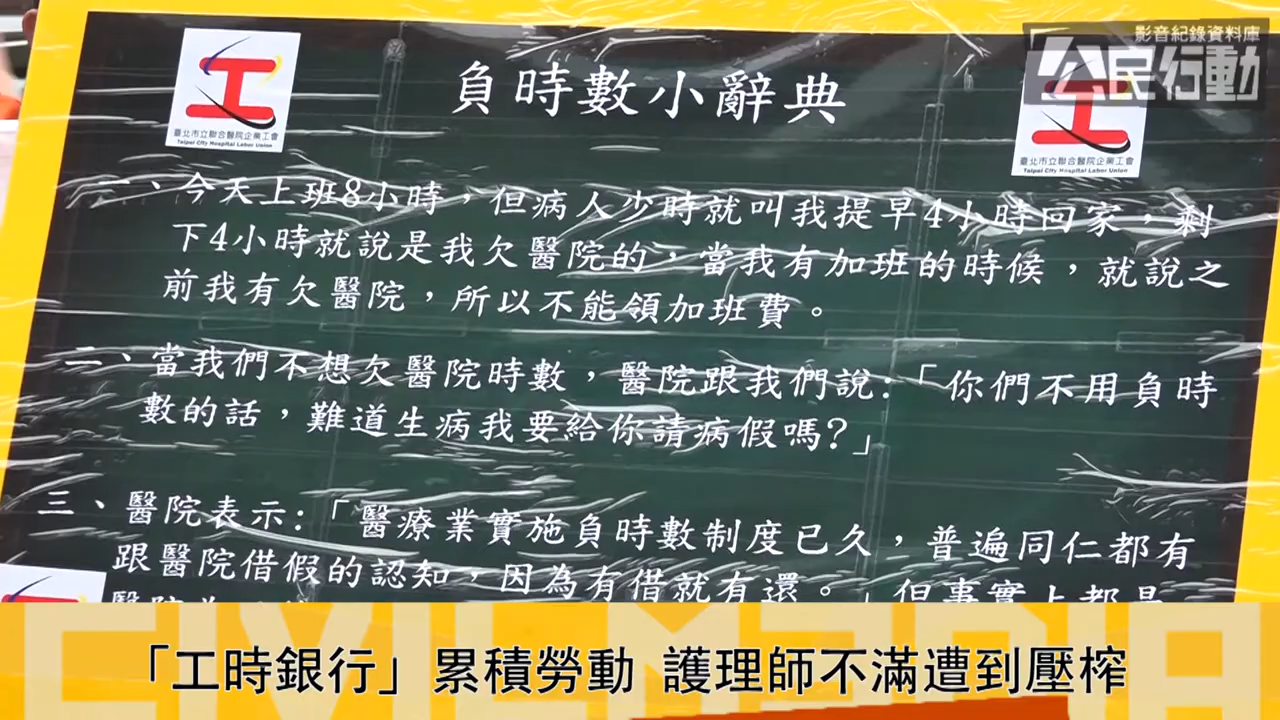 影音紀錄資料庫
公民行動
工
臺北市立聯合醫院企業工會
Taipei City Hospital Labor Union
工
臺北市立聯合醫院企業工會
Taipei City Hospital Labor Union
負時數小辭典
一、今天上班8小時，但病人少時就叫我提早4小時回家，剩
下4小時就說是我欠醫院的，當我有加班的時候，就說之
前我有欠醫院，所以不能領加班費。
二、當我們不想欠醫院時數，醫院跟我們說:「你們不用負時
數的話，難道生病我要給你請病假嗎?」
三、醫院表示:「醫療業實施負時數制度已久，普遍同仁都有
跟醫院借假的認知，因為有借就有還。」但事實上都是
醫院
CIVIL MEDIA
「工時銀行」累積勞動 護理師不滿遭到壓榨